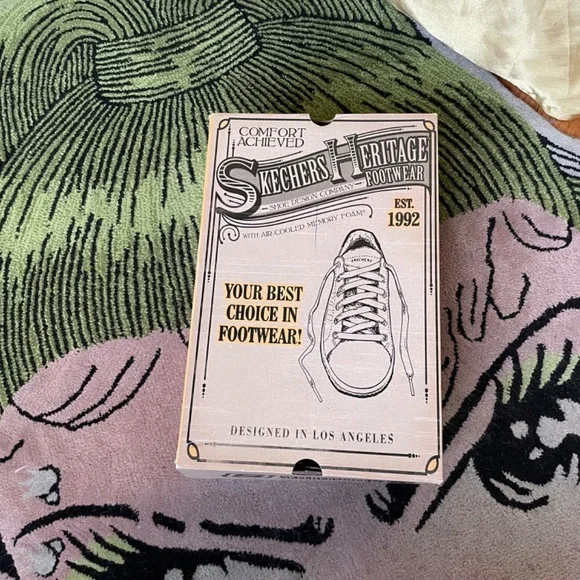 COMFORT
ACHIEVED
SKECHERS HERITAGE
FOOTWEAR
SHOE DESIGN COMPANY
WITH AIR-COOLED MEMORY FOAM®
EST.
1992
SKECHERS
YOUR BEST
CHOICE IN
FOOTWEAR!
DESIGNED IN LOS ANGELES